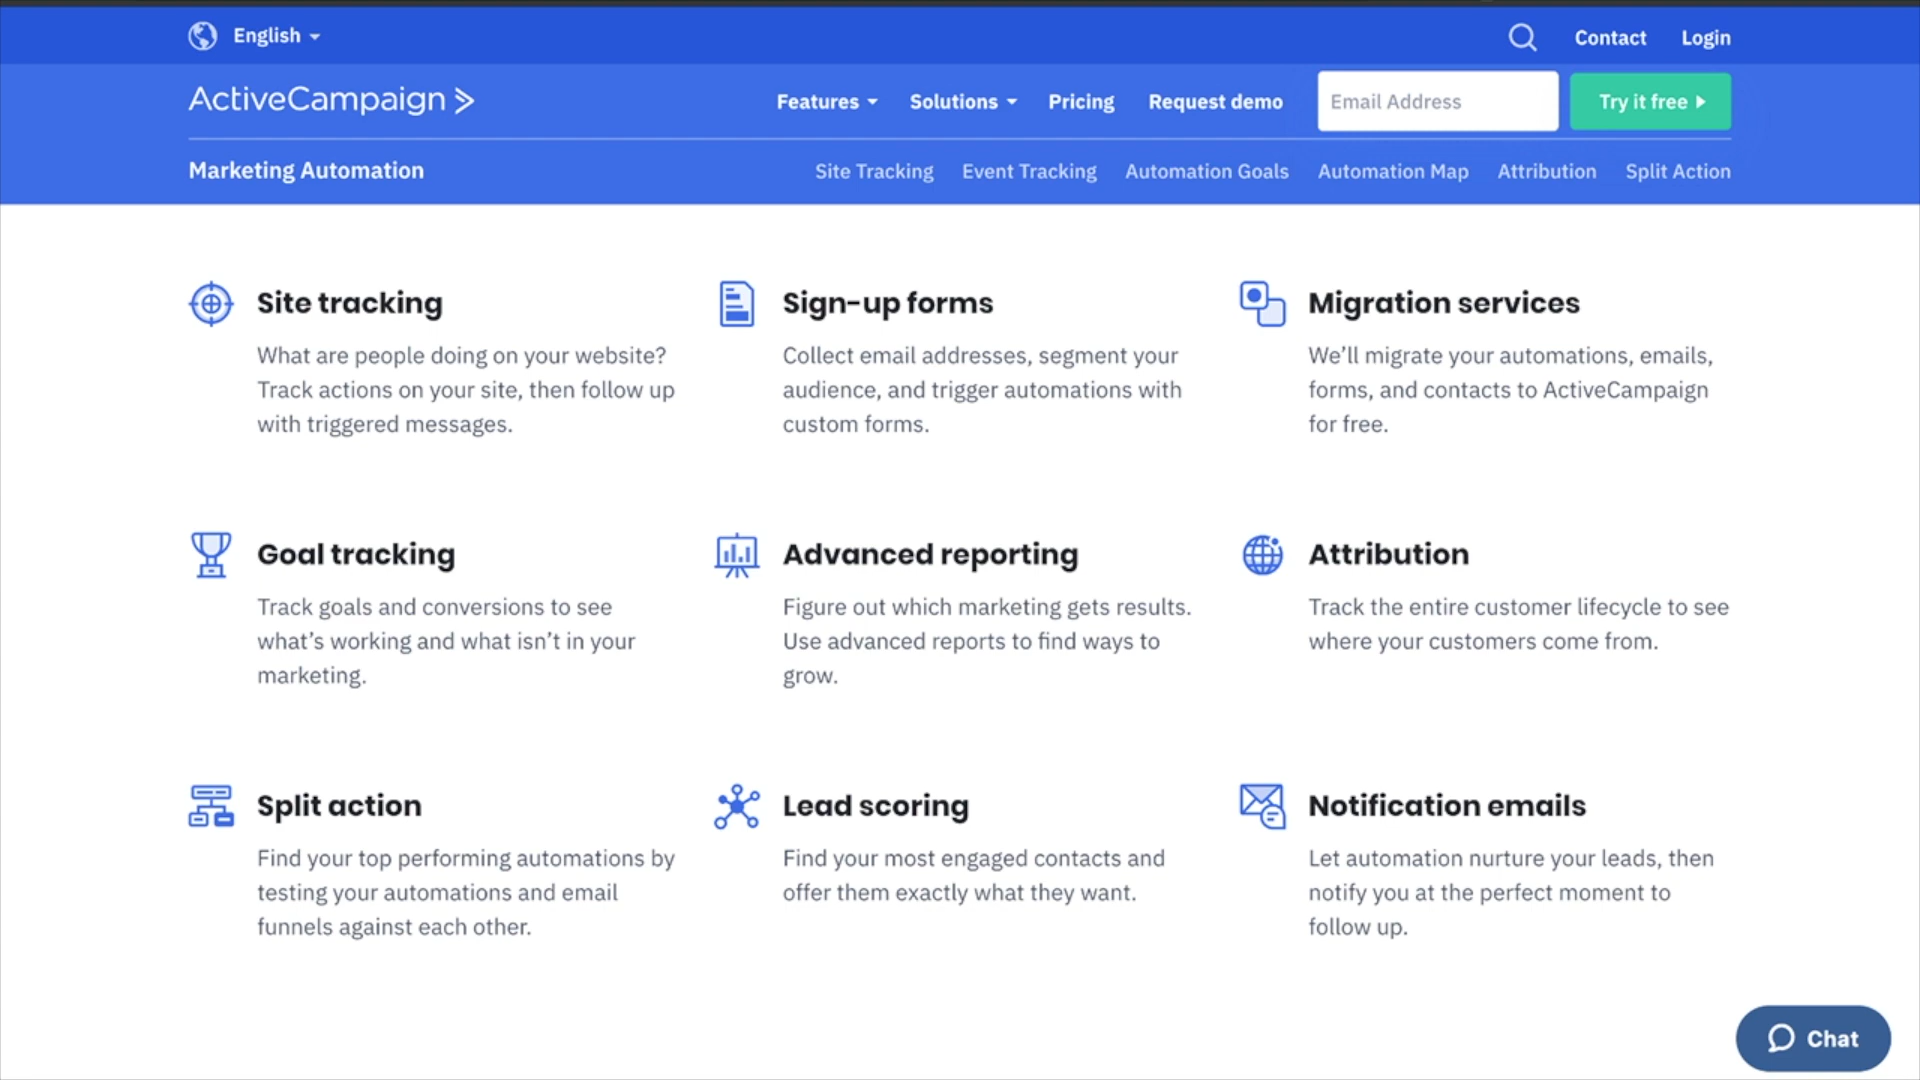 English
Contact
Login
ActiveCampaign
Features
Solutions
Pricing
Request demo
Email Address
Try it free
Marketing Automation
Site Tracking
Event Tracking
Automation Goals
Automation Map
Attribution
Split Action
Site tracking
What are people doing on your website?
Track actions on your site, then follow up
with triggered messages.
Sign-up forms
Collect email addresses, segment your
audience, and trigger automations with
custom forms.
Migration services
We’ll migrate your automations, emails,
forms, and contacts to ActiveCampaign
for free.
Goal tracking
Track goals and conversions to see
what’s working and what isn’t in your
marketing.
Advanced reporting
Figure out which marketing gets results.
Use advanced reports to find ways to
grow.
Attribution
Track the entire customer lifecycle to see
where your customers come from.
Split action
Find your top performing automations by
testing your automations and email
funnels against each other.
Lead scoring
Find your most engaged contacts and
offer them exactly what they want.
Notification emails
Let automation nurture your leads, then
notify you at the perfect moment to
follow up.
Chat